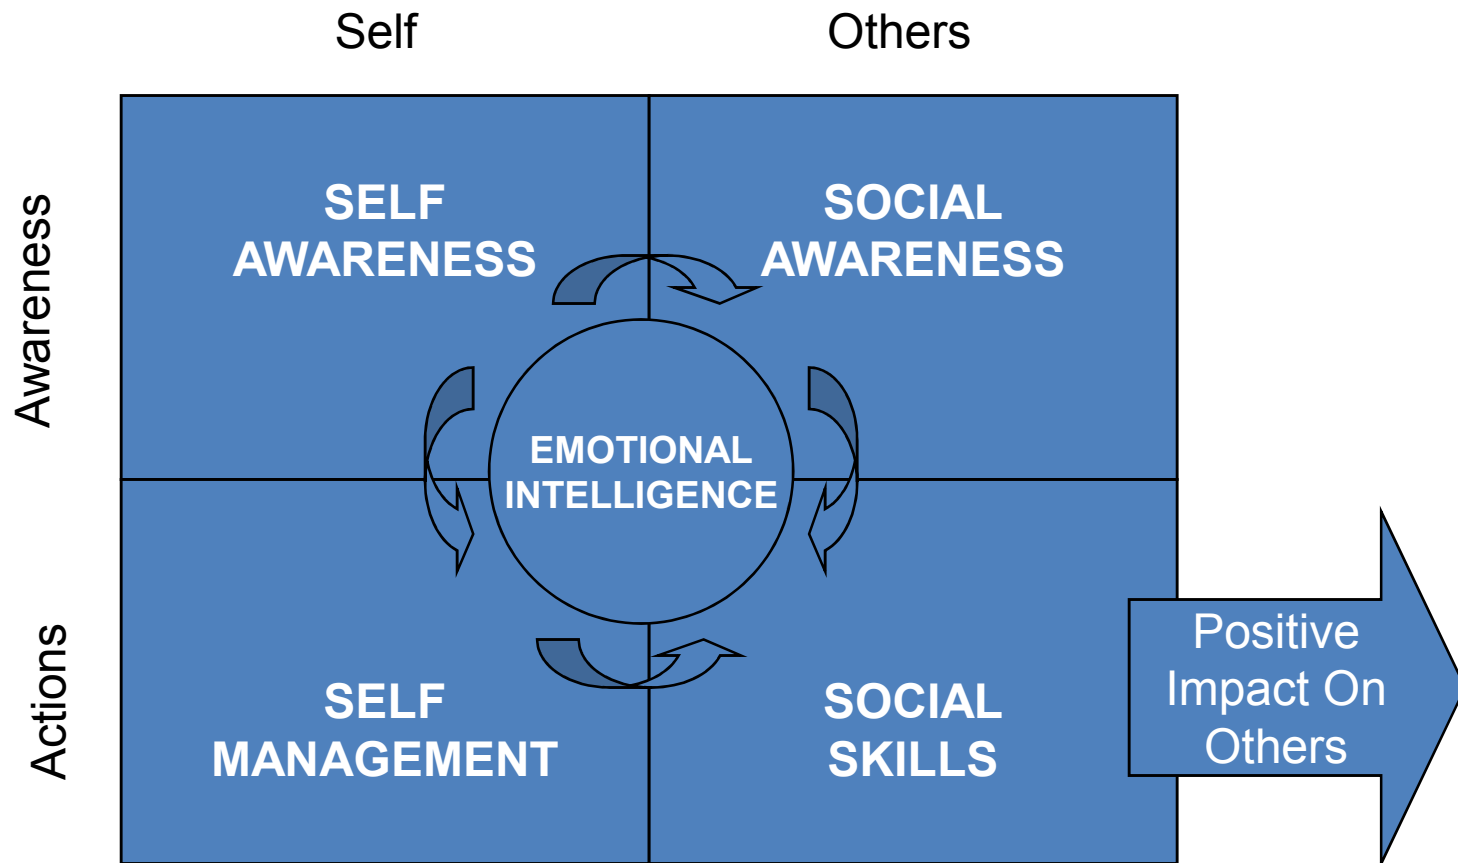 Self
Others
Awareness
SELF
AWARENESS
SOCIAL
AWARENESS
EMOTIONAL
INTELLIGENCE
Actions
SELF
MANAGEMENT
SOCIAL
SKILLS
Positive
Impact On
Others